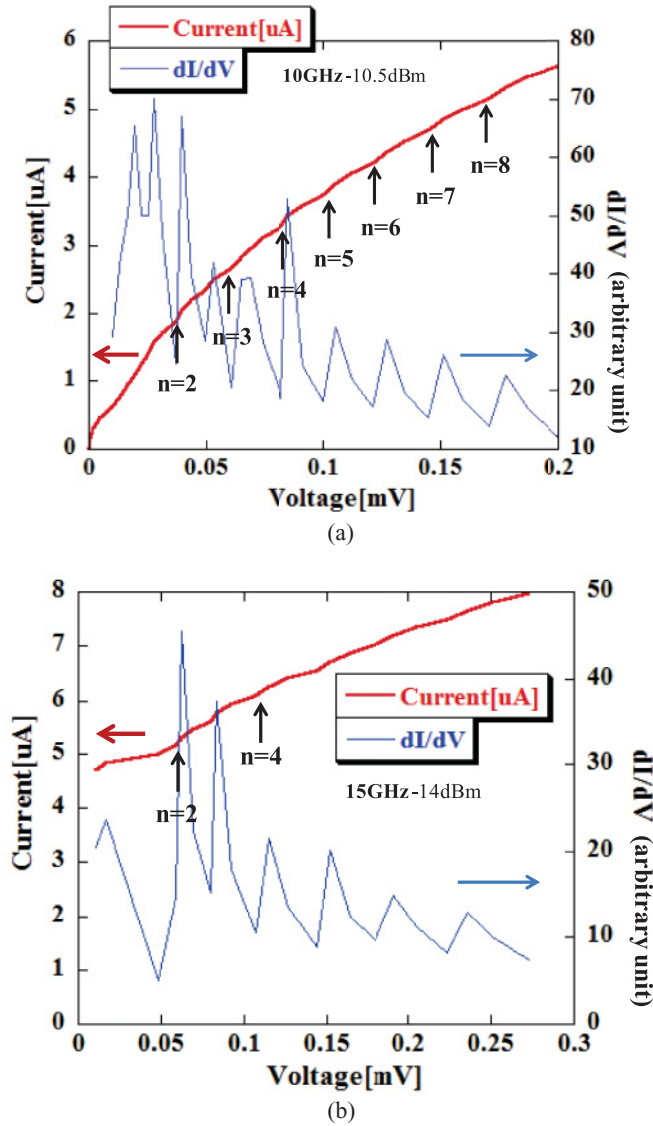 Current[uA]
dI/dV
10GHz-10.5dBm
6
5
4
3
2
1
0
Current[uA]
80
70
60
50
40
30
20
10
dI/dV (arbitrary unit)
n=2
n=3
n=4
n=5
n=6
n=7
n=8
0
0.05
0.1
0.15
0.2
Voltage[mV]
(a)
8
7
6
5
4
3
2
1
0
Current[uA]
50
40
30
20
10
0
dI/dV (arbitrary unit)
Current[uA]
dI/dV
15GHz-14dBm
n=2
n=4
0
0.05
0.1
0.15
0.2
0.25
0.3
Voltage[mV]
(b)